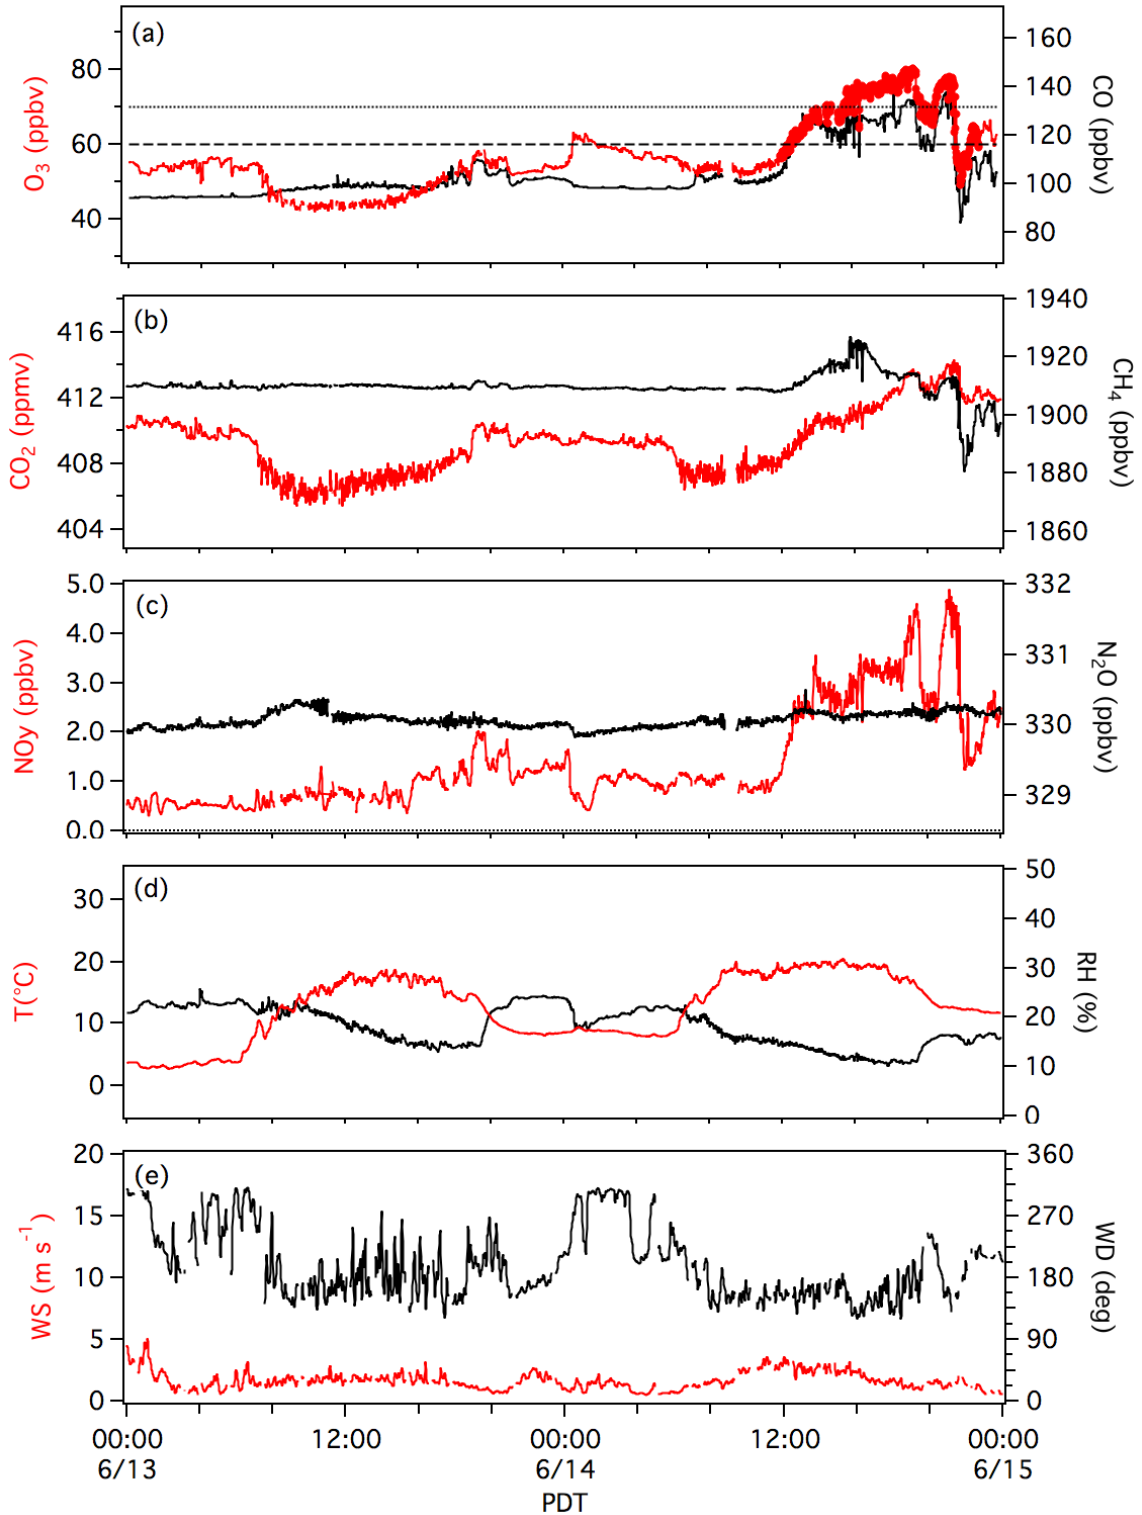 (a)
80
60
40
O3 (ppbv)
160
140
120
100
80
CO (ppbv)
(b)
416
412
408
404
CO2 (ppmv)
1940
1920
1900
1880
1860
CH4 (ppbv)
(c)
5.0
4.0
3.0
2.0
1.0
0.0
NOy (ppbv)
332
331
330
329
N2O (ppbv)
(d)
30
20
10
0
T(°C)
50
40
30
20
10
0
RH (%)
(e)
20
15
10
5
0
WS (m s-1)
360
270
180
90
0
WD (deg)
00:00 12:00 00:00 12:00 00:00
6/13 6/14 6/15
PDT